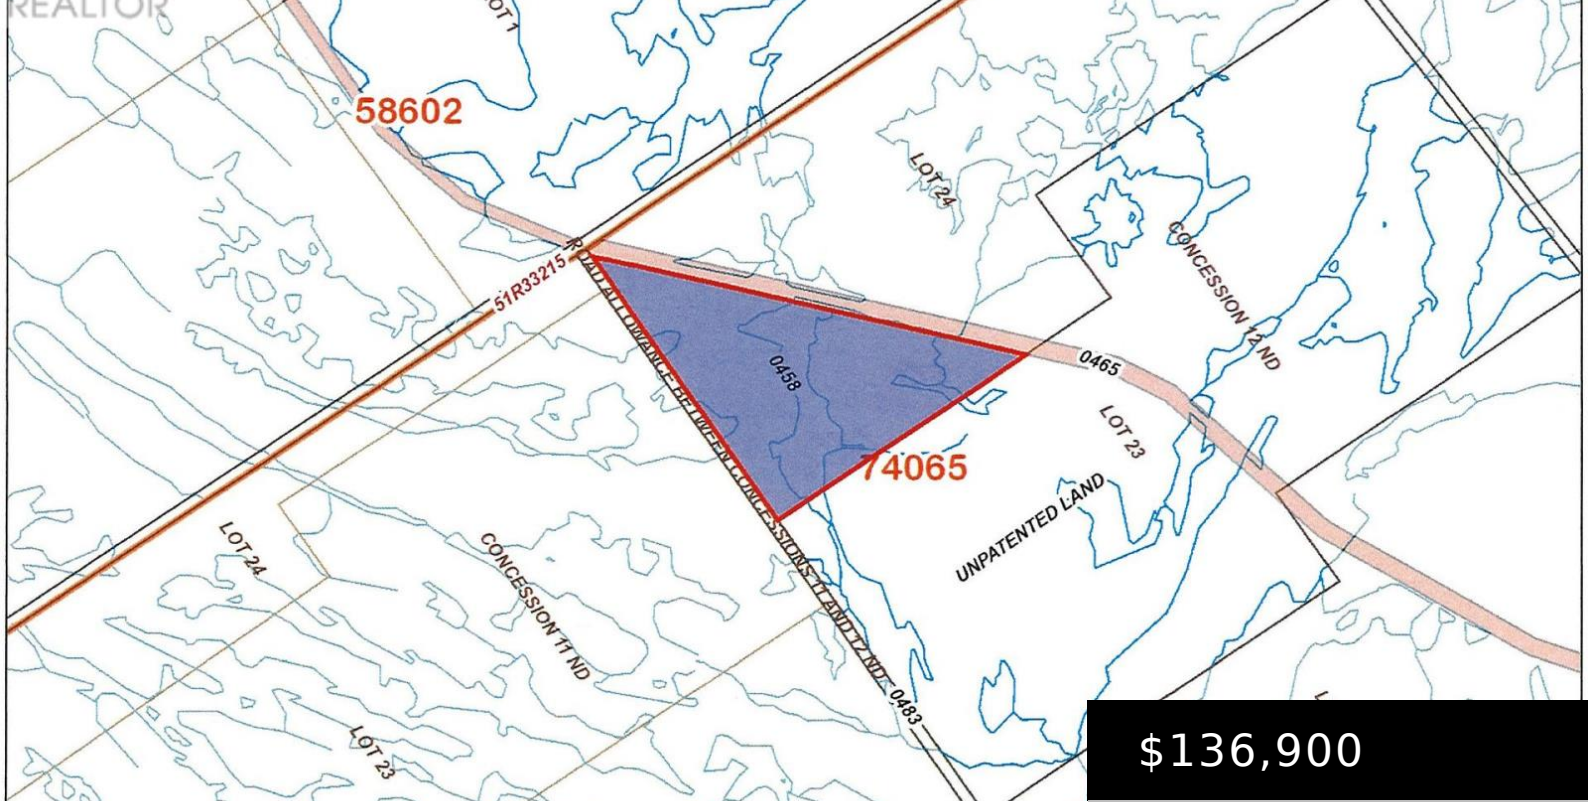 REALTOR
LOT 1
58602
LOT 24
CONCESSION 12 ND
51R33215
ROAD ALLOWANCE BETWEEN CONCESSIONS 11 AND 12 ND
0458
0465
LOT 23
74065
UNPATENTED LAND
LOT 24
CONCESSION 11 ND
0483
LOT 23
$136,900